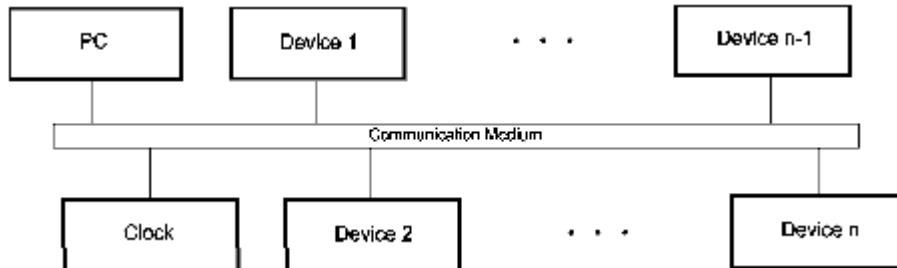 PC
Device 1
. . .
Device n-1
Communication Medium
Clock
Device 2
. . .
Device n